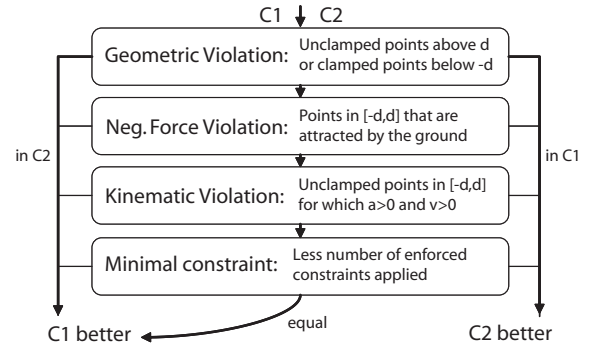 C1 C2
Geometric Violation: Unclamped points above d
or clamped points below -d
Neg. Force Violation: Points in [-d,d] that are
attracted by the ground
in C2
in C1
Kinematic Violation: Unclamped points in [-d,d]
for which a>0 and v>0
Minimal constraint: Less number of enforced
constraints applied
equal
C1 better
C2 better